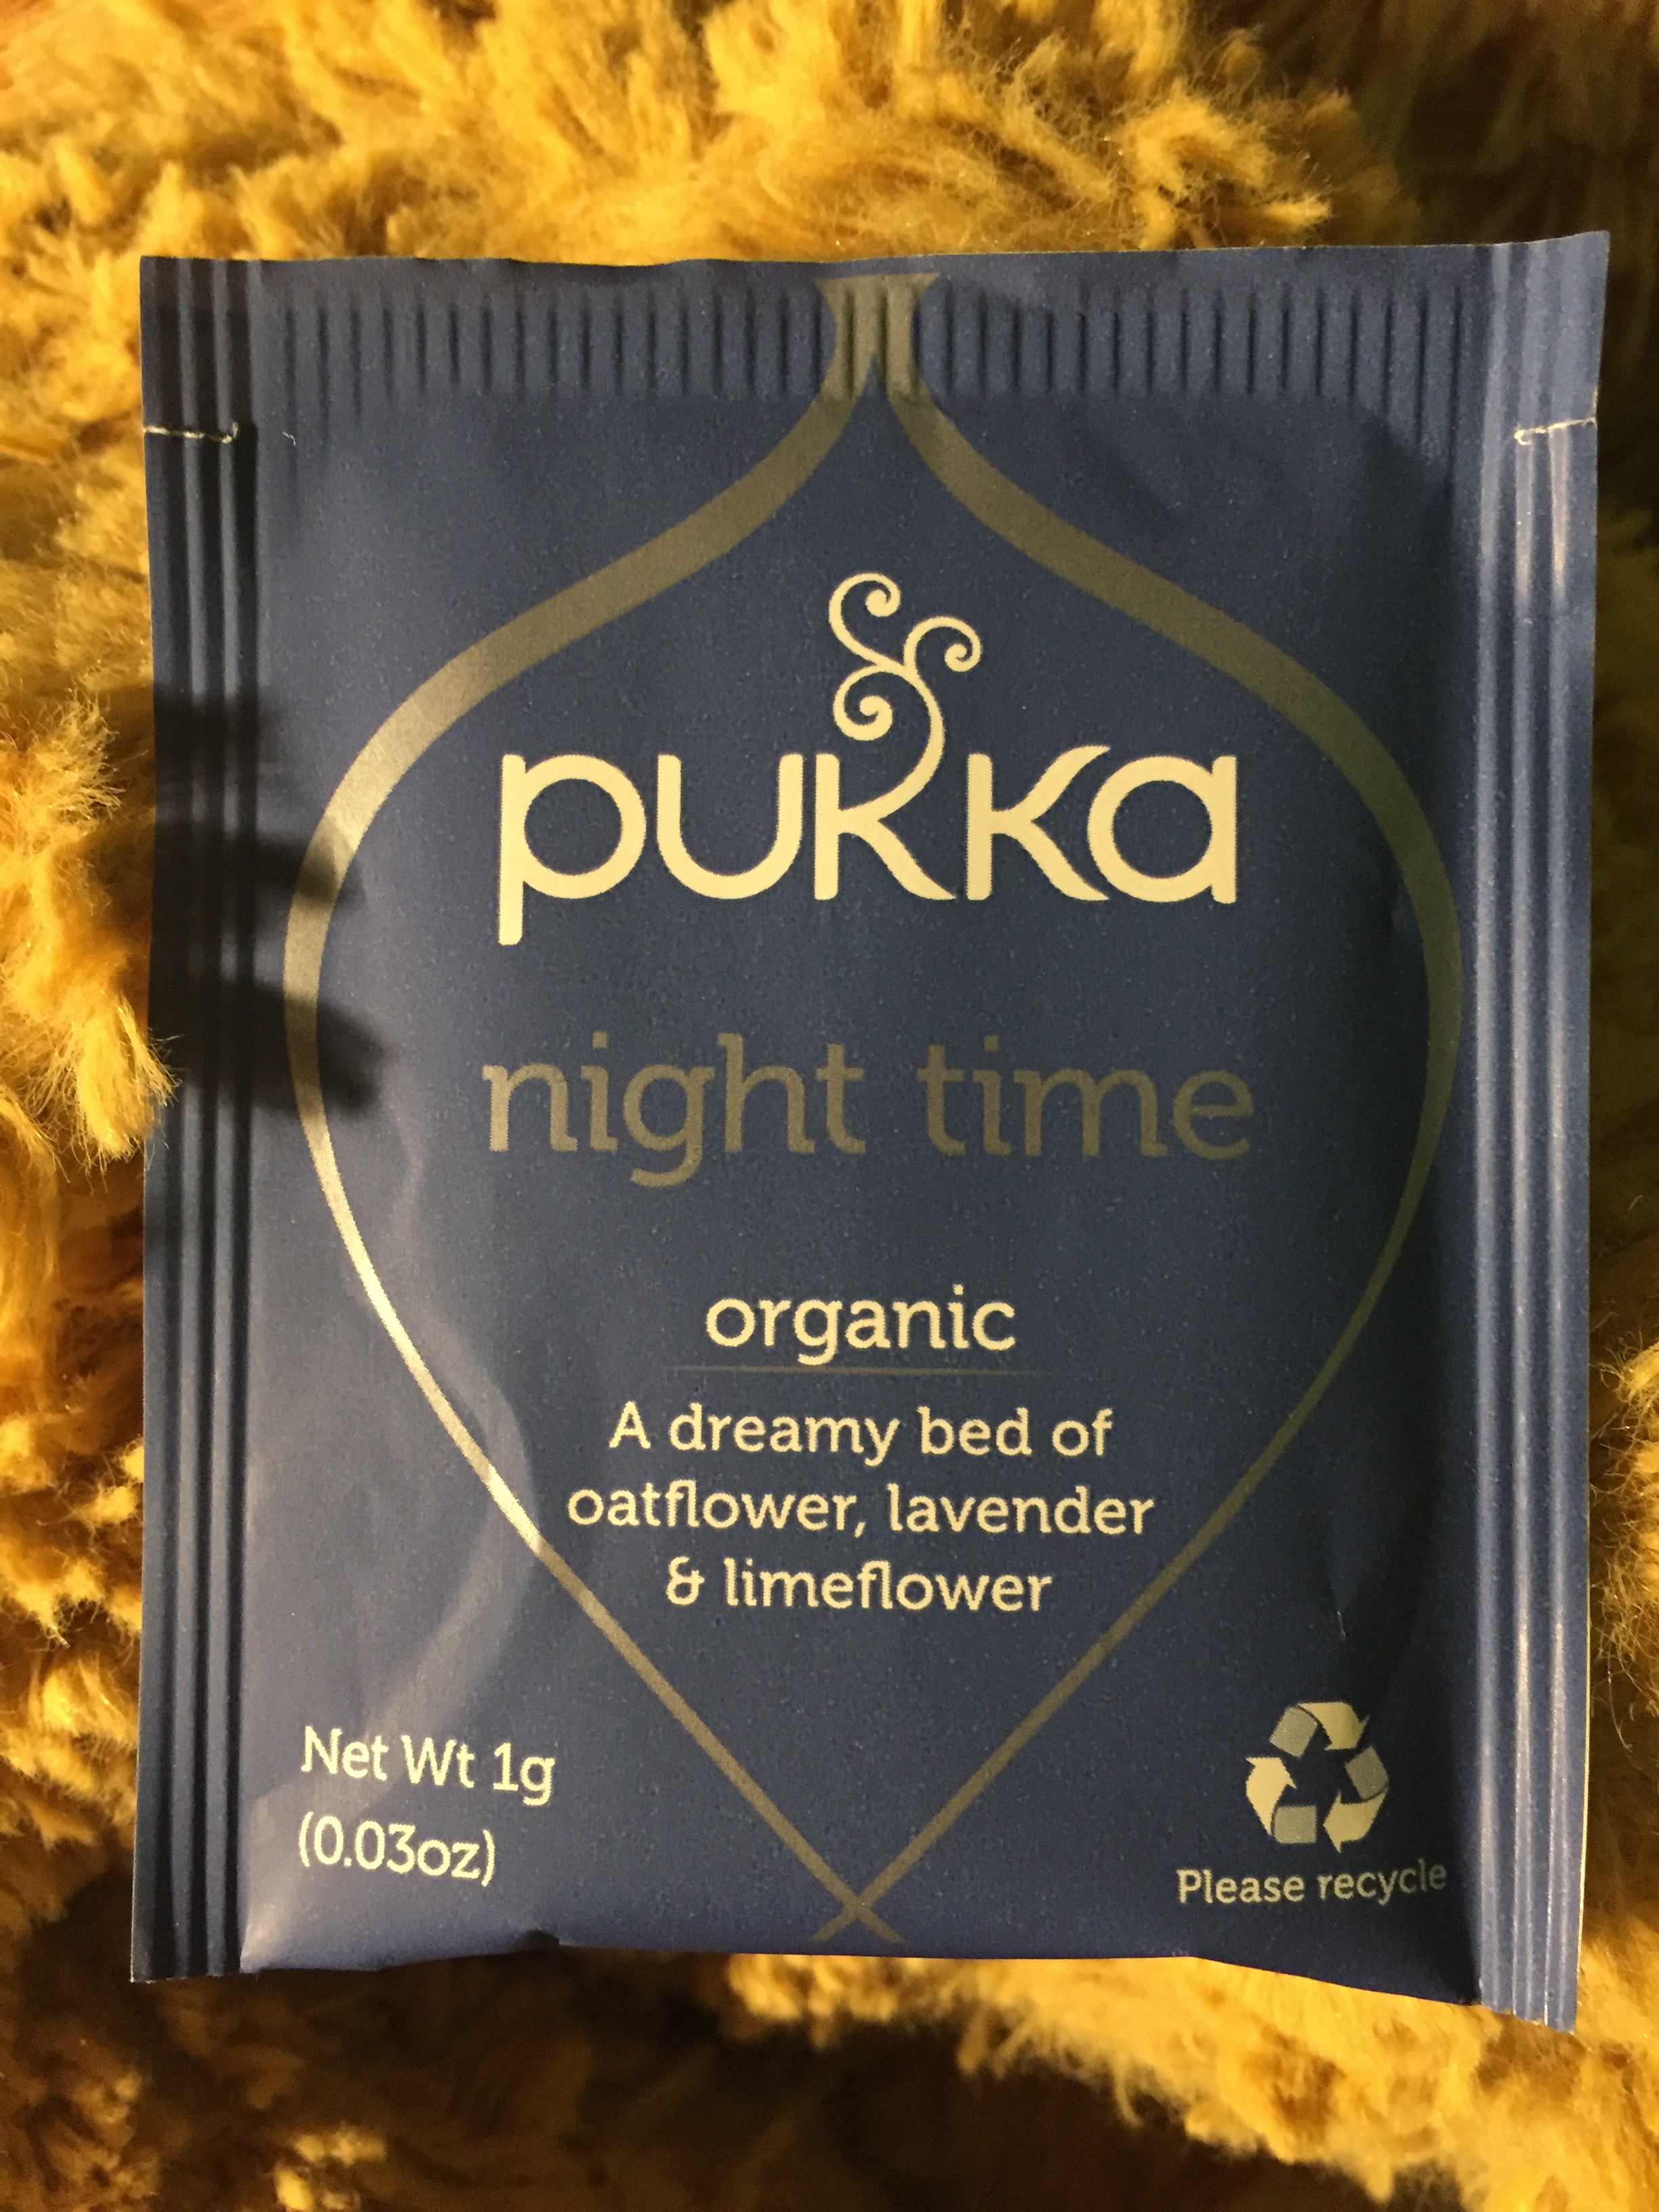 pukka
night time
organic
A dreamy bed of
oatflower, lavender
& limeflower
Net Wt 1g
(0.03oz)
Please recycle